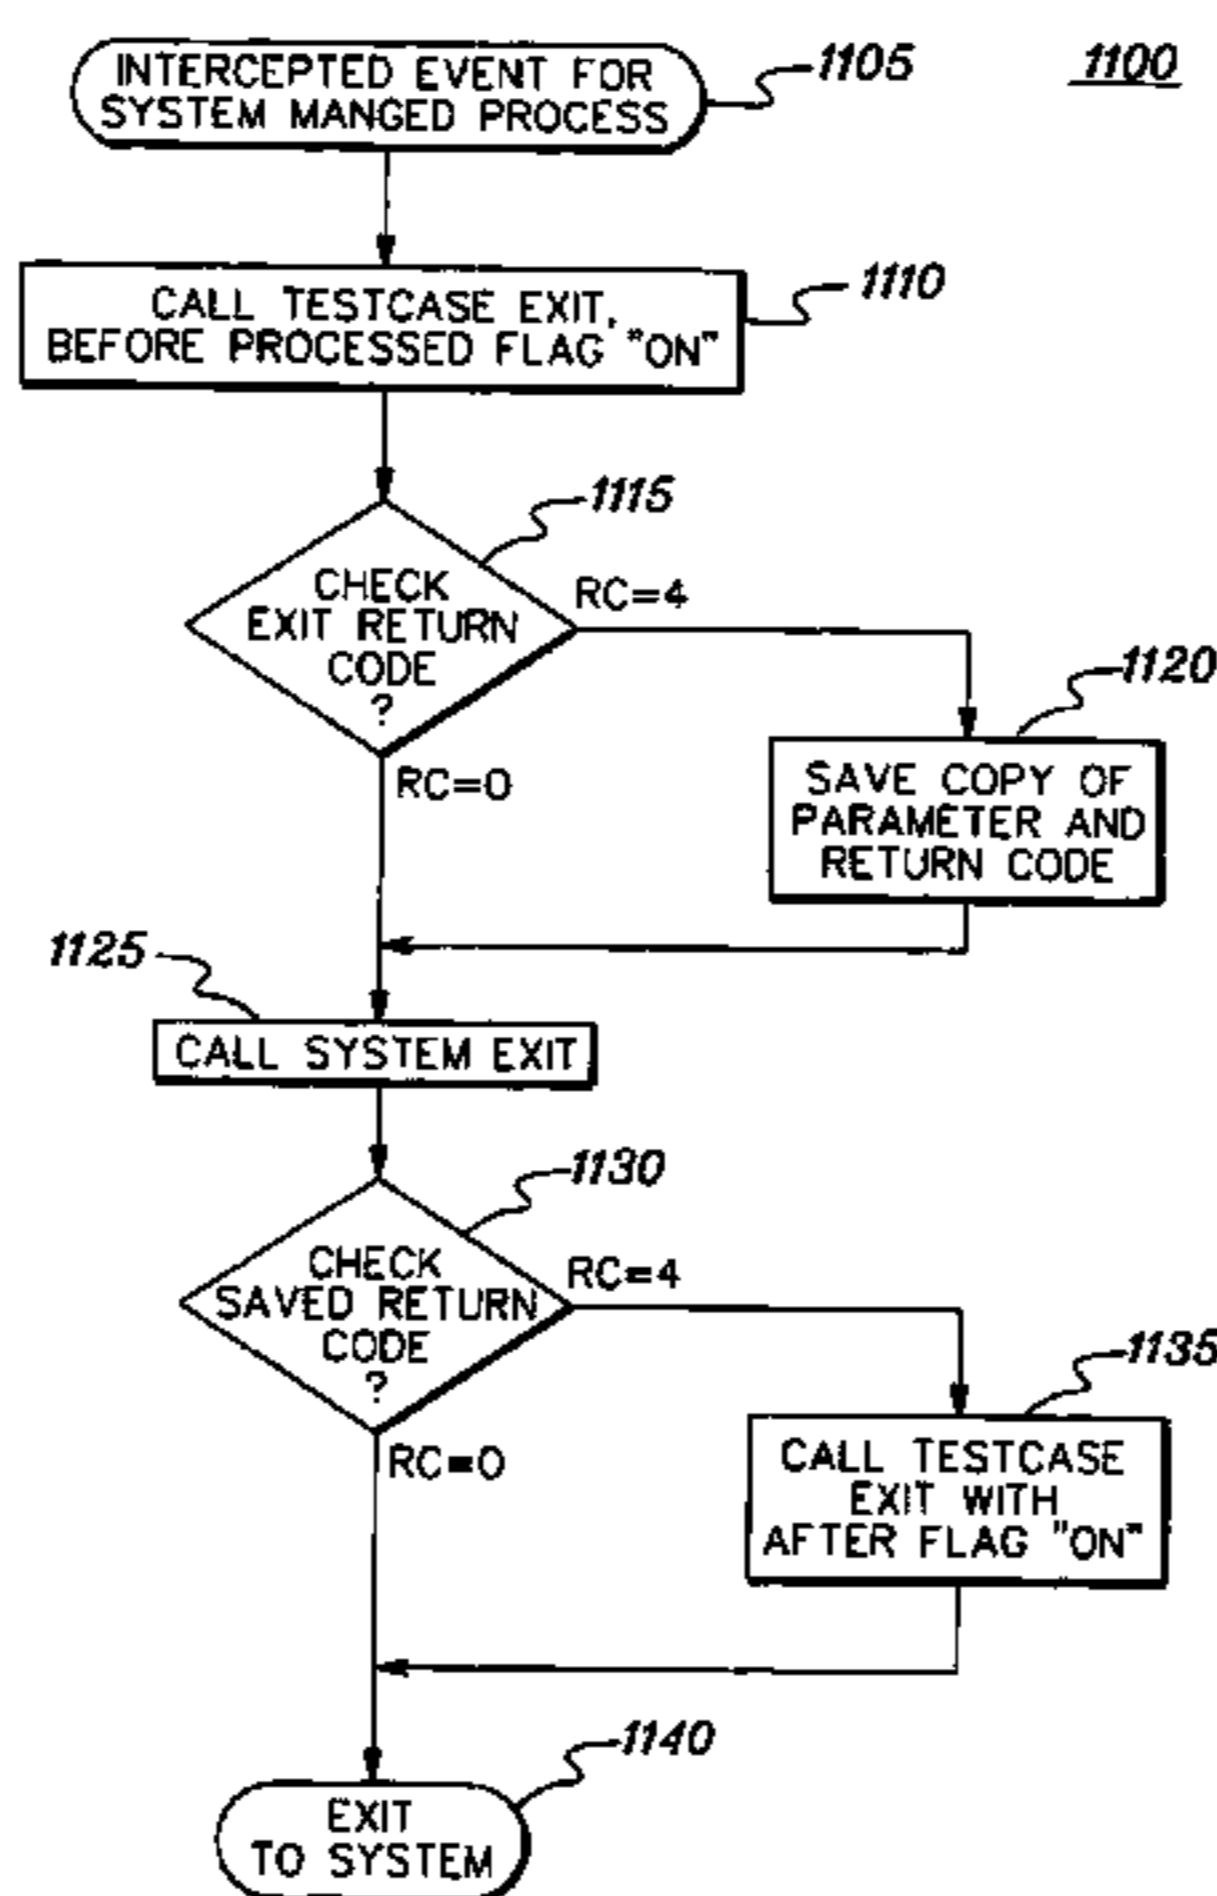 1100
INTERCEPTED EVENT FOR
SYSTEM MANGED PROCESS
1105
CALL TESTCASE EXIT,
BEFORE PROCESSED FLAG "ON"
1110
1115
CHECK
EXIT RETURN
CODE
?
RC=4
RC=0
1120
SAVE COPY OF
PARAMETER AND
RETURN CODE
1125
CALL SYSTEM EXIT
1130
CHECK
SAVED RETURN
CODE
?
RC=4
RC=0
1135
CALL TESTCASE
EXIT WITH
AFTER FLAG "ON"
1140
EXIT
TO SYSTEM